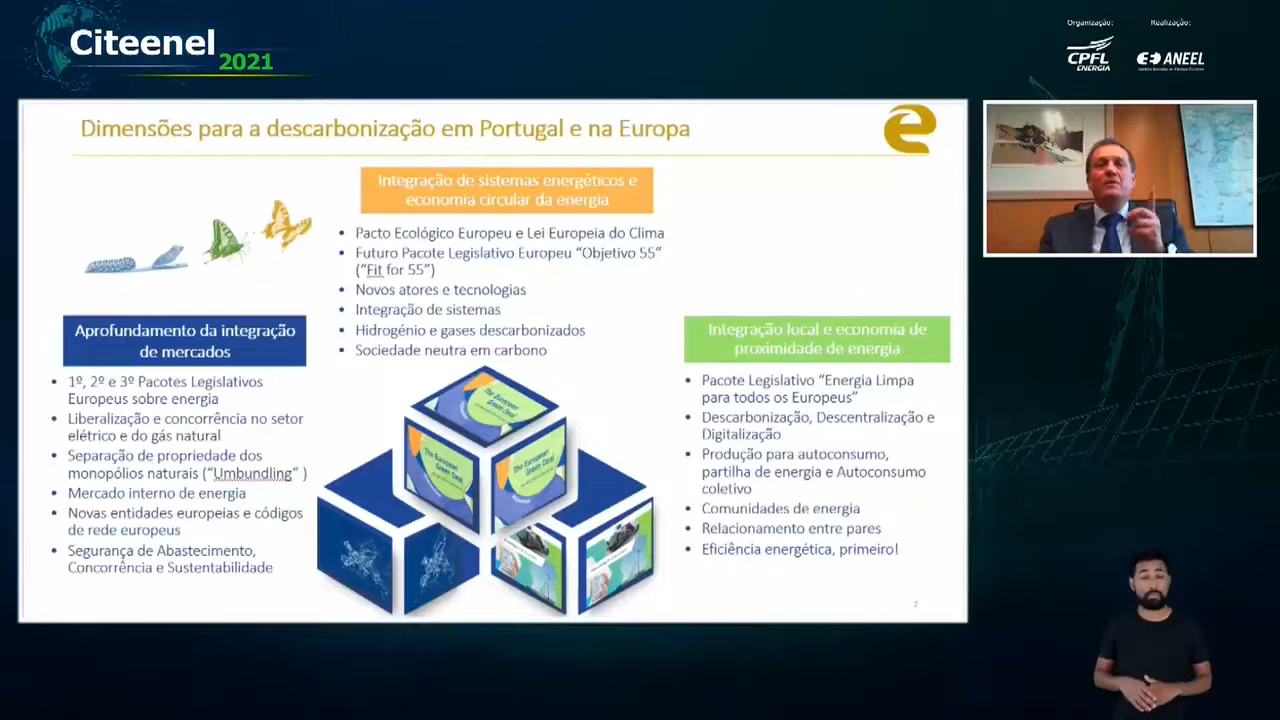 Citeenel
2021
Organização:
Realização:
CPFL
ENERGIA
ANEEL
Dimensões para a descarbonização em Portugal e na Europa
Integração de sistemas energéticos e
economia circular da energia
• Pacto Ecológico Europeu e Lei Europeia do Clima
• Futuro Pacote Legislativo Europeu “Objetivo 55”
(“Fit for 55”)
• Novos atores e tecnologias
• Integração de sistemas
• Hidrogénio e gases descarbonizados
• Sociedade neutra em carbono
Aprofundamento da integração
de mercados
• 1º, 2º e 3º Pacotes Legislativos
Europeus sobre energia
• Liberalização e concorrência no setor
elétrico e do gás natural
• Separação de propriedade dos
monopólios naturais (“Umbundling” )
• Mercado interno de energia
• Novas entidades europeias e códigos
de rede europeus
• Segurança de Abastecimento,
Concorrência e Sustentabilidade
Integração local e economia de
proximidade de energia
• Pacote Legislativo “Energia Limpa
para todos os Europeus”
• Descarbonização, Descentralização e
Digitalização
• Produção para autoconsumo,
partilha de energia e Autoconsumo
coletivo
• Comunidades de energia
• Relacionamento entre pares
• Eficiência energética, primeiro!
The European
Green Deal
The European
Green Deal
The European
Green Deal
2